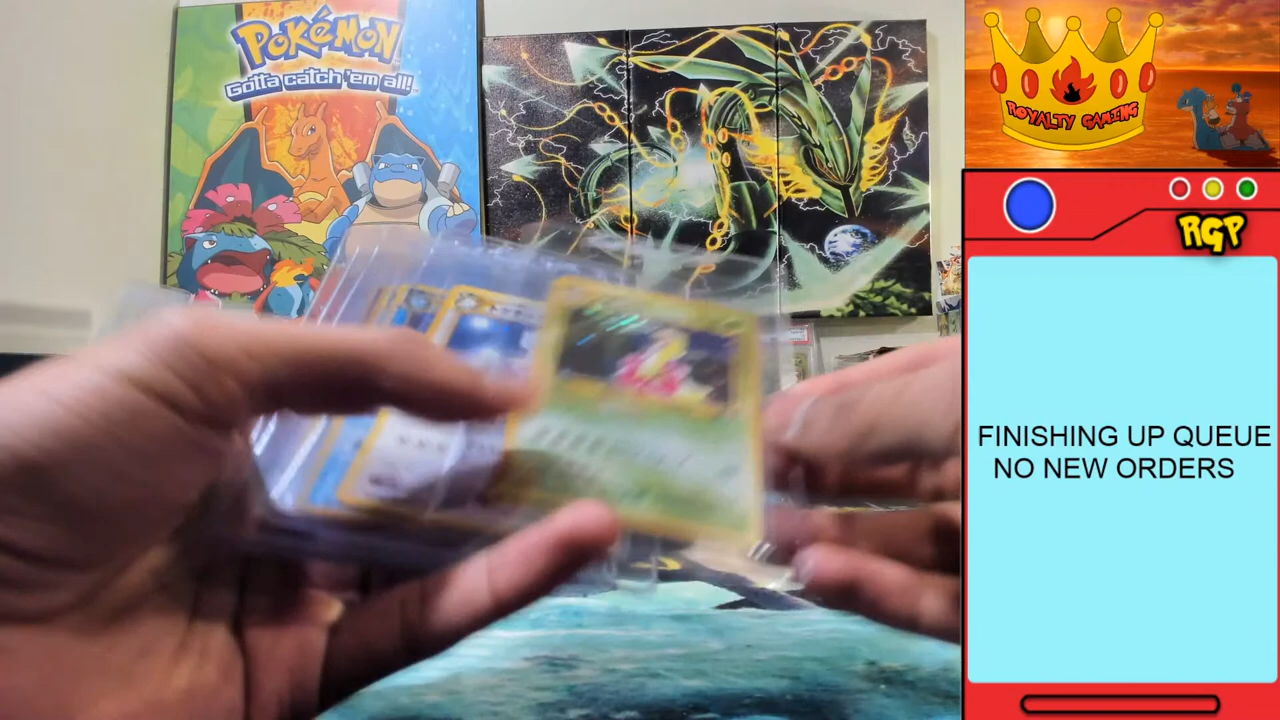 POKéMON
Gotta catch 'em all!
ROYALTY GAMING
RGP
FINISHING UP QUEUE
NO NEW ORDERS